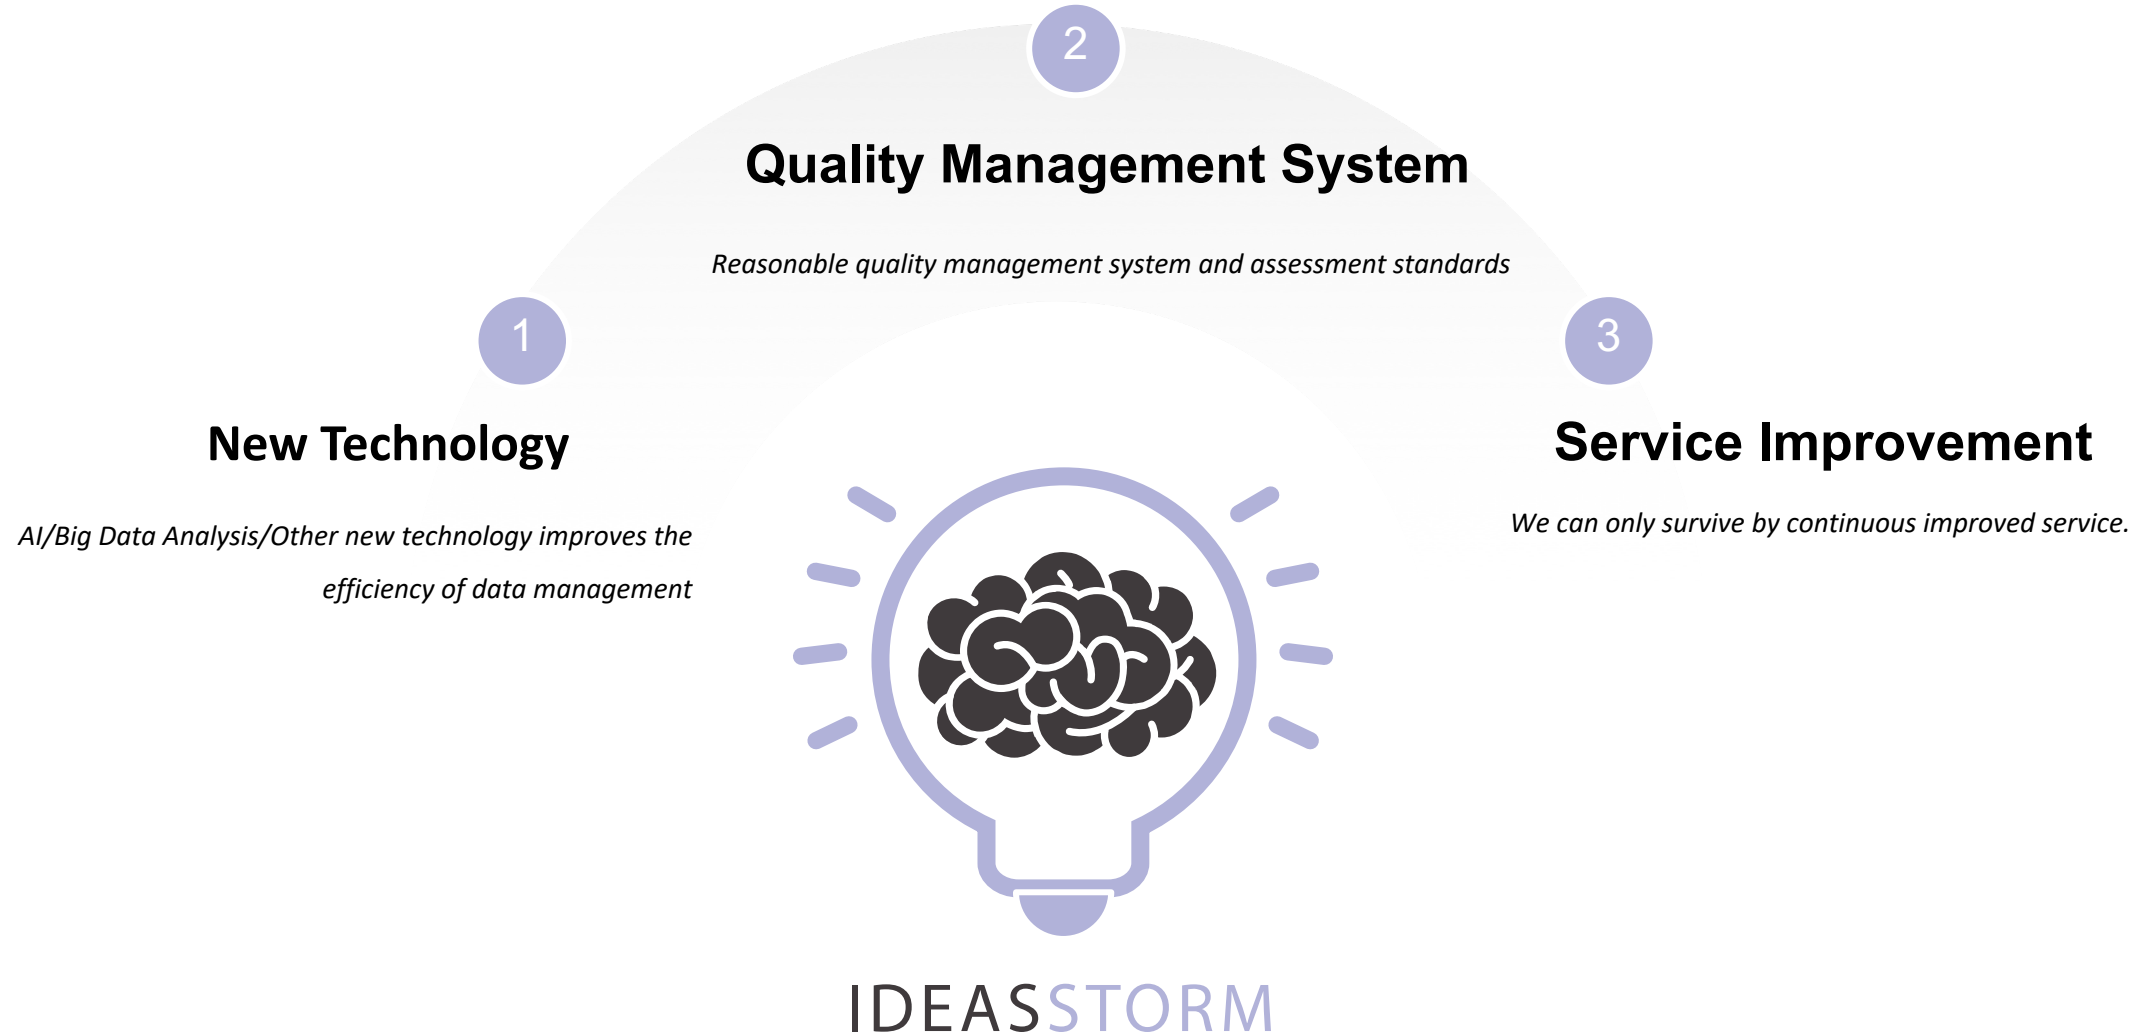 2
Quality Management System
Reasonable quality management system and assessment standards
1
New Technology
AI/Big Data Analysis/Other new technology improves the
efficiency of data management
3
Service Improvement
We can only survive by continuous improved service.
IDEASSTORM